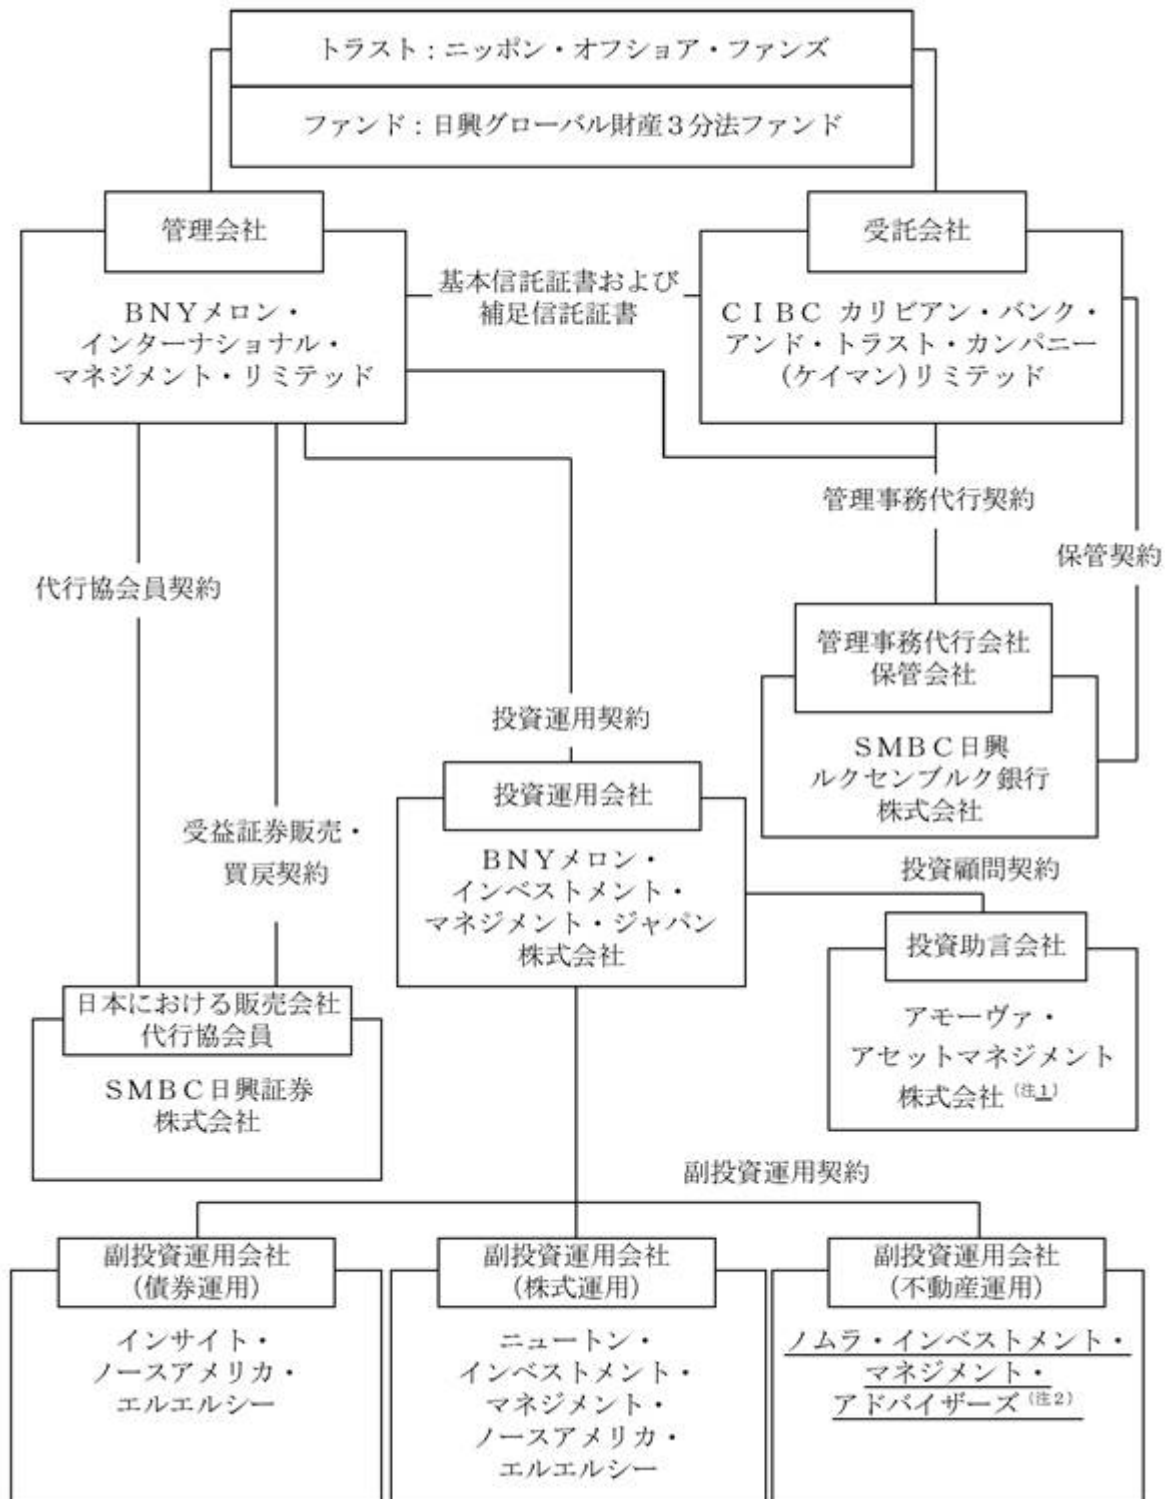 トラスト：ニッポン・オフショア・ファンズ
ファンド：日興グローバル財産３分法ファンド
管理会社
BNYメロン・
インターナショナル・
マネジメント・リミテッド
基本信託証書および
補足信託証書
受託会社
ＣＩＢＣ カリビアン・バンク・
アンド・トラスト・カンパニー
(ケイマン)リミテッド
管理事務代行契約
保管契約
代行協会員契約
管理事務代行会社
保管会社
ＳＭＢＣ日興
ルクセンブルク銀行
株式会社
投資運用契約
投資運用会社
BNYメロン・
インベストメント・
マネジメント・ジャパン
株式会社
受益証券販売・
買戻契約
投資顧問契約
投資助言会社
アモーヴァ・
アセットマネジメント
株式会社(注1)
日本における販売会社
代行協会員
ＳＭＢＣ日興証券
株式会社
副投資運用契約
副投資運用会社
(債券運用)
インサイト・
ノースアメリカ・
エルエルシー
副投資運用会社
(株式運用)
ニュートン・
インベストメント・
マネジメント・
ノースアメリカ・
エルエルシー
副投資運用会社
(不動産運用)
ノムラ・インベストメント・
マネジメント・
アドバイザーズ(注2)